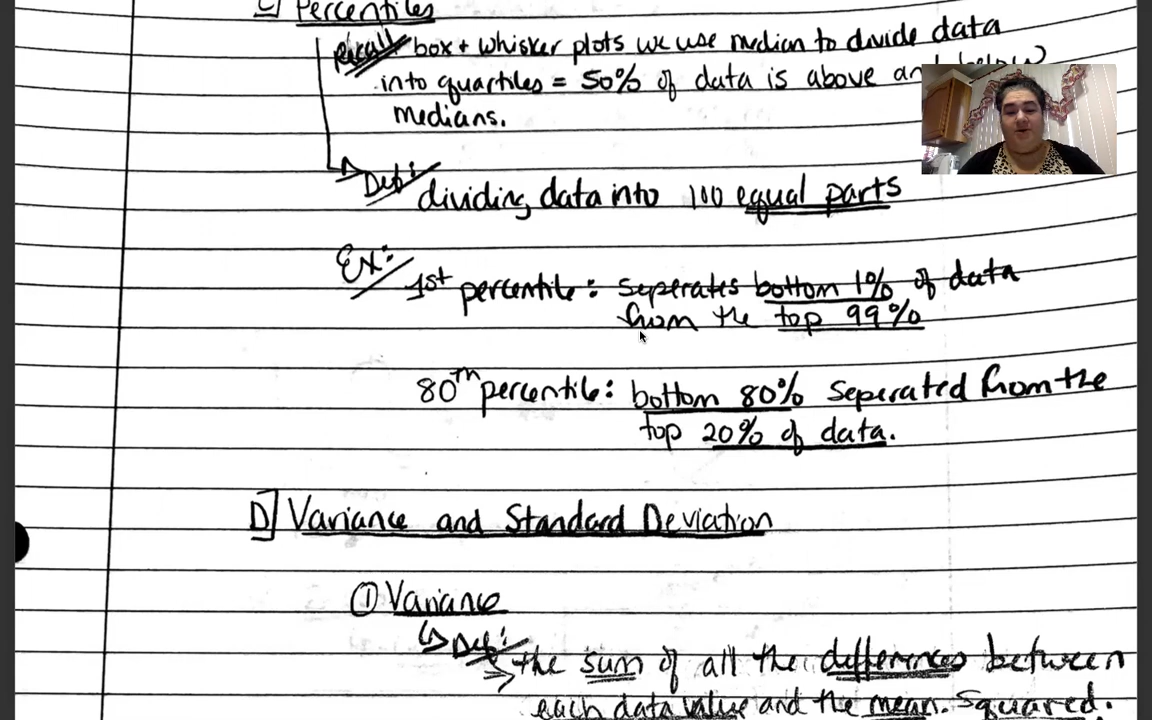 C] Percentiles
Recall box + whisker plots we use median to divide data
into quartiles = 50% of data is above and below
medians.
Def: dividing data into 100 equal parts
Ex: 1st percentile: seperates bottom 1% of data
from the top 99%
80th percentile: bottom 80% seperated from the
top 20% of data.
D] Variance and Standard Deviation
① Variance
↳ Def:
→ the sum of all the differences between
each data value and the mean. Squared.